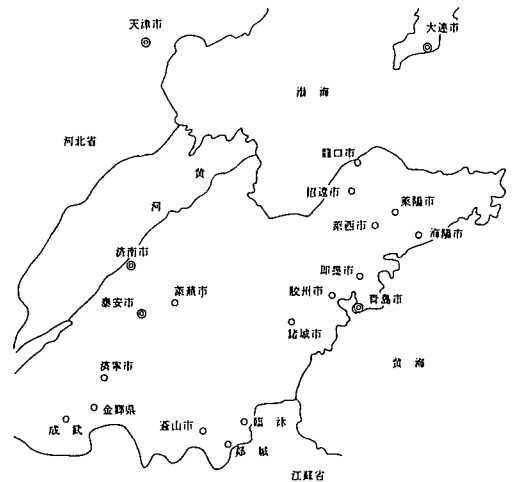 天津市
大連市
渤海
河北省
龍口市
黄
招遠市
河
萊陽市
萊西市
海陽市
済南市
即墨市
膠州市
青島市
萊蕪市
泰安市
諸城市
黄海
済寧市
金郷県
成武
蒼山市
臨沭
郯城
江蘇省